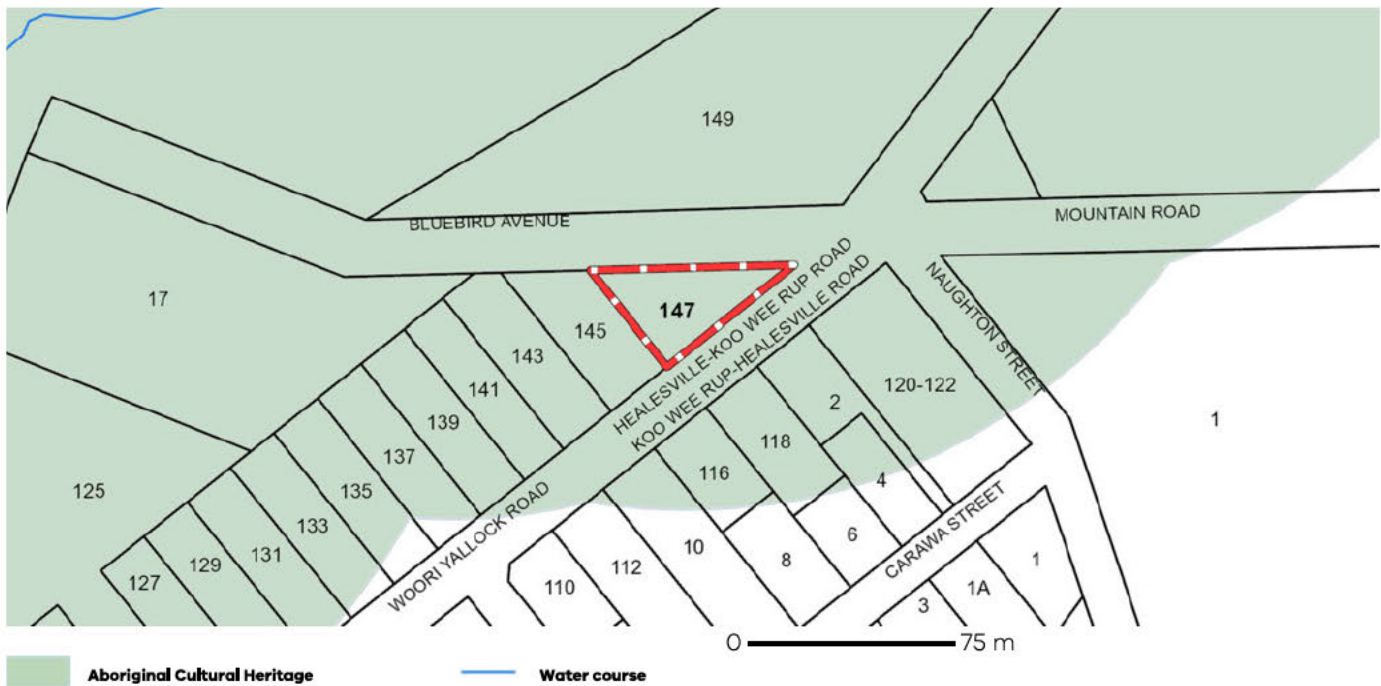 149
BLUEBIRD AVENUE
MOUNTAIN ROAD
17
147
145
HEALESVILLE-KOO WEE RUP ROAD
KOO WEE RUP-HEALESVILLE ROAD
NAUGHTON STREET
143
141
139
137
135
133
131
129
127
125
120-122
2
118
116
4
6
8
10
112
110
WOORI YALLOCK ROAD
CARAWA STREET
1
1
1A
3
0 75 m
Aboriginal Cultural Heritage
Water course